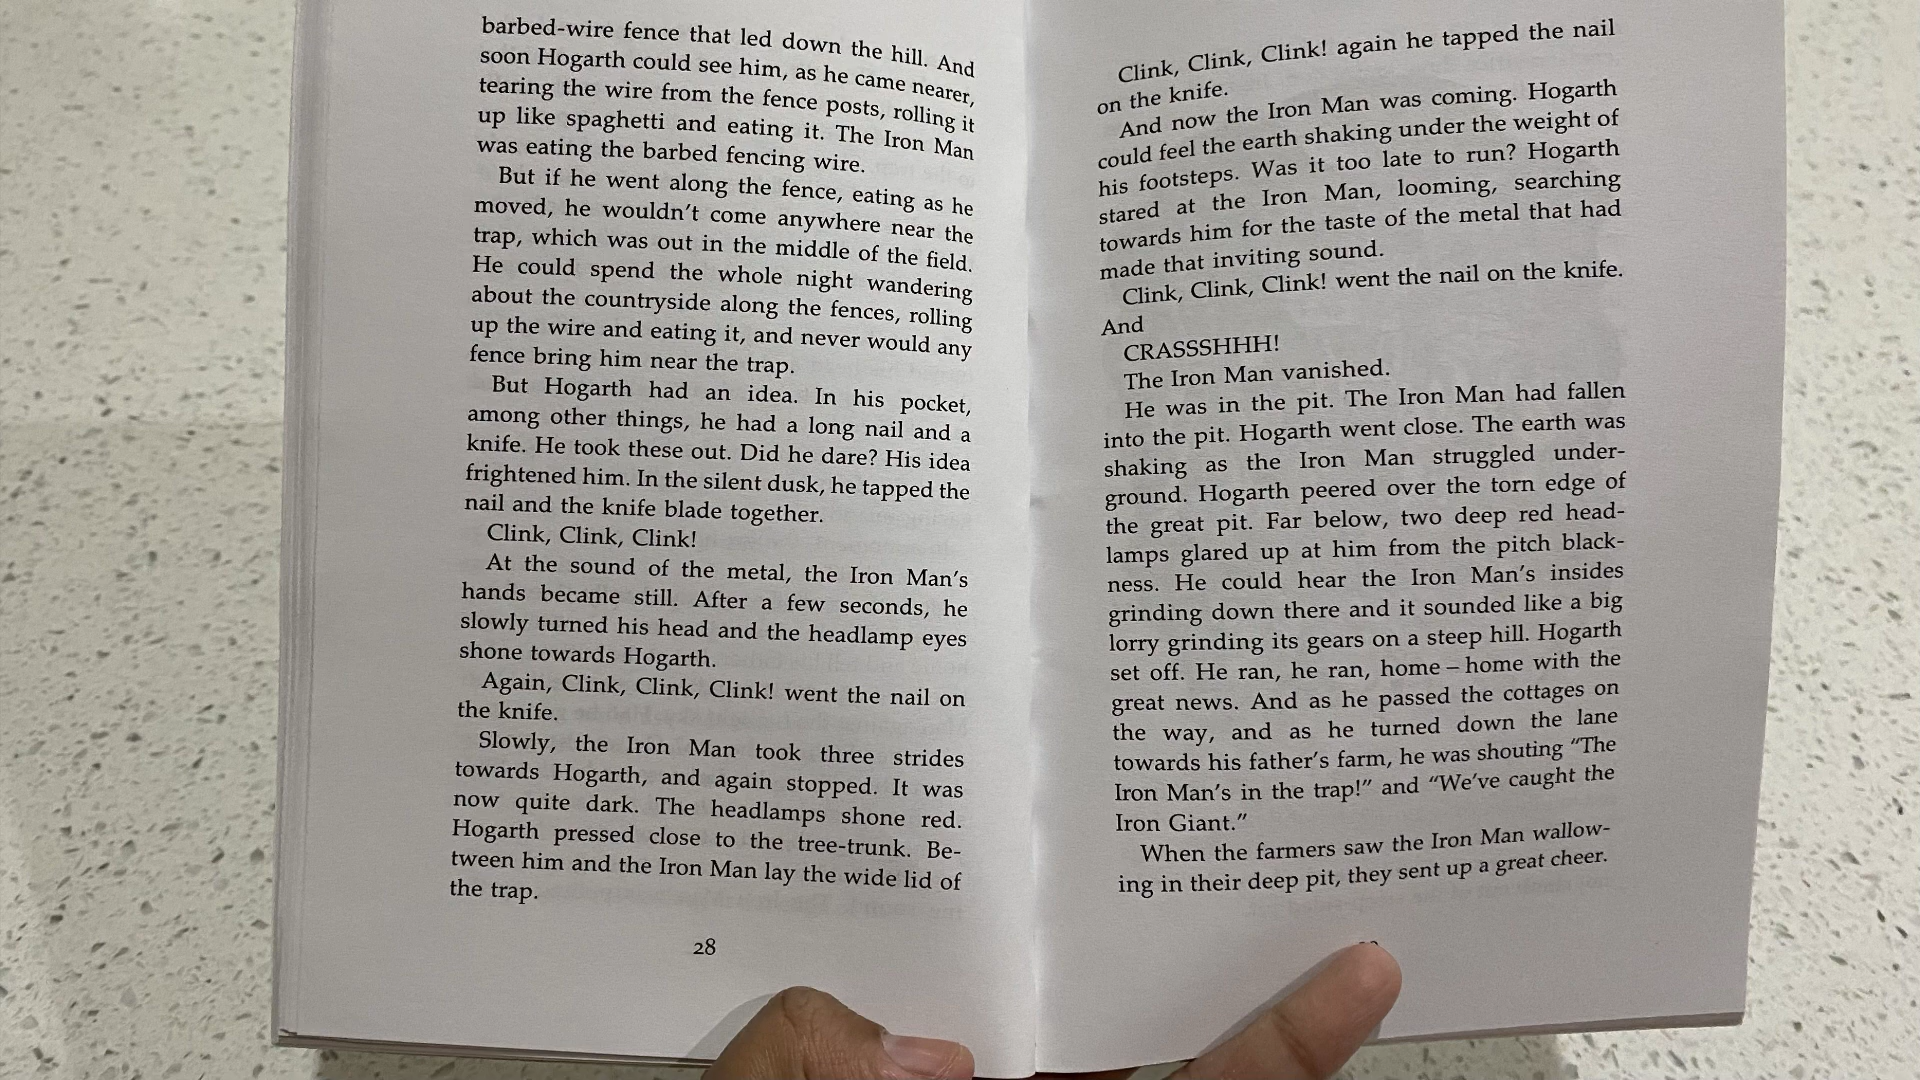 barbed-wire fence that led down the hill. And
soon Hogarth could see him, as he came nearer,
tearing the wire from the fence posts, rolling it
up like spaghetti and eating it. The Iron Man
was eating the barbed fencing wire.
But if he went along the fence, eating as he
moved, he wouldn't come anywhere near the
trap, which was out in the middle of the field.
He could spend the whole night wandering
about the countryside along the fences, rolling
up the wire and eating it, and never would any
fence bring him near the trap.
But Hogarth had an idea. In his pocket,
among other things, he had a long nail and a
knife. He took these out. Did he dare? His idea
frightened him. In the silent dusk, he tapped the
nail and the knife blade together.
Clink, Clink, Clink!
At the sound of the metal, the Iron Man's
hands became still. After a few seconds, he
slowly turned his head and the headlamp eyes
shone towards Hogarth.
Again, Clink, Clink, Clink! went the nail on
the knife.
Slowly, the Iron Man took three strides
towards Hogarth, and again stopped. It was
now quite dark. The headlamps shone red.
Hogarth pressed close to the tree-trunk. Be-
tween him and the Iron Man lay the wide lid of
the trap.
28
Clink, Clink, Clink! again he tapped the nail
on the knife.
And now the Iron Man was coming. Hogarth
could feel the earth shaking under the weight of
his footsteps. Was it too late to run? Hogarth
stared at the Iron Man, looming, searching
towards him for the taste of the metal that had
made that inviting sound.
Clink, Clink, Clink! went the nail on the knife.
And
CRASSSHHH!
The Iron Man vanished.
He was in the pit. The Iron Man had fallen
into the pit. Hogarth went close. The earth was
shaking as the Iron Man struggled under-
ground. Hogarth peered over the torn edge of
the great pit. Far below, two deep red head-
lamps glared up at him from the pitch black-
ness. He could hear the Iron Man's insides
grinding down there and it sounded like a big
lorry grinding its gears on a steep hill. Hogarth
set off. He ran, he ran, home – home with the
great news. And as he passed the cottages on
the way, and as he turned down the lane
towards his father's farm, he was shouting "The
Iron Man's in the trap!" and "We've caught the
Iron Giant."
When the farmers saw the Iron Man wallow-
ing in their deep pit, they sent up a great cheer.